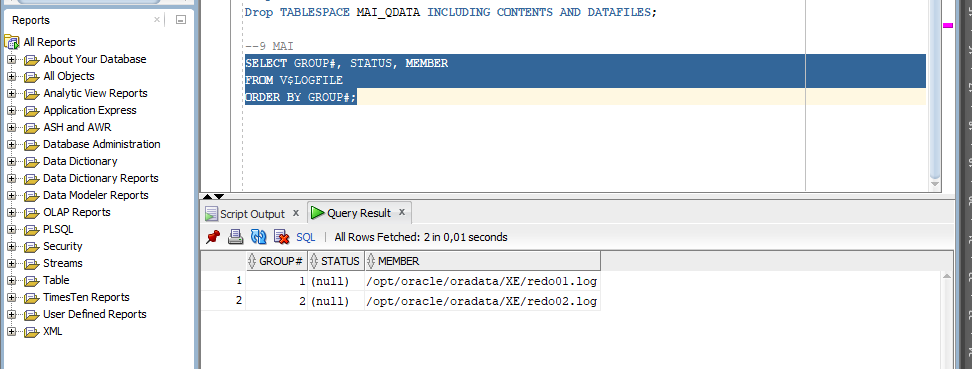 Reports
All Reports
About Your Database
All Objects
Analytic View Reports
Application Express
ASH and AWR
Database Administration
Data Dictionary
Data Dictionary Reports
Data Modeler Reports
OLAP Reports
PLSQL
Security
Streams
Table
TimesTen Reports
User Defined Reports
XML
Drop TABLESPACE MAI_QDATA INCLUDING CONTENTS AND DATAFILES;
--9 MAI
SELECT GROUP#, STATUS, MEMBER
FROM V$LOGFILE
ORDER BY GROUP#;
Script Output x Query Result x
SQL | All Rows Fetched: 2 in 0,01 seconds
GROUP# STATUS MEMBER
1 1 (null) /opt/oracle/oradata/XE/redo01.log
2 2 (null) /opt/oracle/oradata/XE/redo02.log